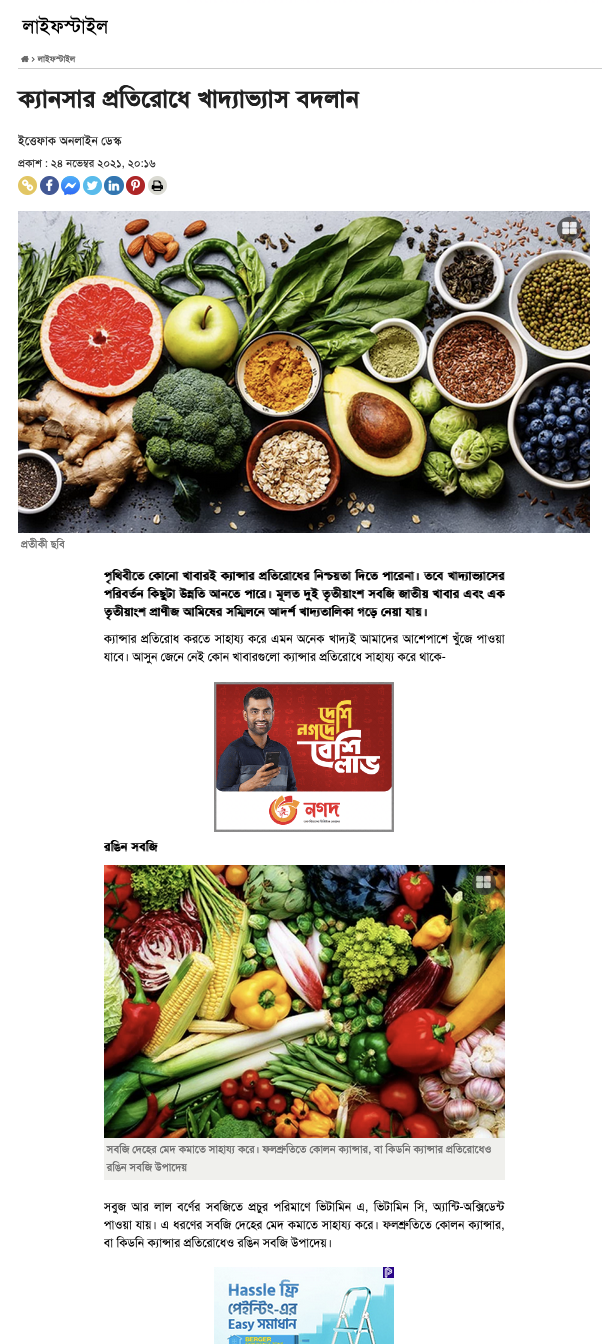 লাইফস্টাইল
› লাইফস্টাইল
ক্যানসার প্রতিরোধে খাদ্যাভ্যাস বদলান
ইত্তেফাক অনলাইন ডেস্ক
প্রকাশ : ২৪ নভেম্বর ২০২১, ২০:১৬
প্রতীকী ছবি
পৃথিবীতে কোনো খাবারই ক্যান্সার প্রতিরোধের নিশ্চয়তা দিতে পারেনা। তবে খাদ্যাভ্যাসের
পরিবর্তন কিছুটা উন্নতি আনতে পারে। মূলত দুই তৃতীয়াংশ সবজি জাতীয় খাবার এবং এক
তৃতীয়াংশ প্রাণীজ আমিষের সম্মিলনে আদর্শ খাদ্যতালিকা গড়ে নেয়া যায়।
ক্যান্সার প্রতিরোধ করতে সাহায্য করে এমন অনেক খাদ্যই আমাদের আশেপাশে খুঁজে পাওয়া
যাবে। আসুন জেনে নেই কোন খাবারগুলো ক্যান্সার প্রতিরোধে সাহায্য করে থাকে-
দেশি
নগদে
বেশি
লাভ
নগদ
রঙিন সবজি
সবজি দেহের মেদ কমাতে সাহায্য করে। ফলশ্রুতিতে কোলন ক্যান্সার, বা কিডনি ক্যান্সার প্রতিরোধেও
রঙিন সবজি উপাদেয়
সবুজ আর লাল বর্ণের সবজিতে প্রচুর পরিমাণে ভিটামিন এ, ভিটামিন সি, অ্যান্টি-অক্সিডেন্ট
পাওয়া যায়। এ ধরণের সবজি দেহের মেদ কমাতে সাহায্য করে। ফলশ্রুতিতে কোলন ক্যান্সার,
বা কিডনি ক্যান্সার প্রতিরোধেও রঙিন সবজি উপাদেয়।
Hassle ফ্রি
পেইন্টিং-এর
Easy সমাধান
BERGER